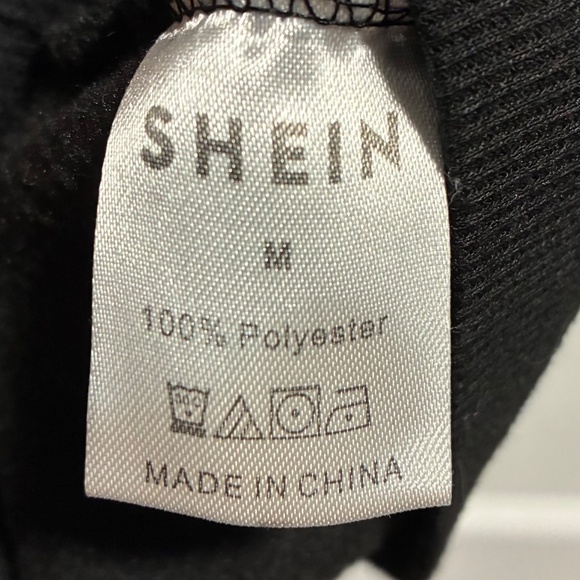 SHEIN
M
100% Polyester
MADE IN CHINA